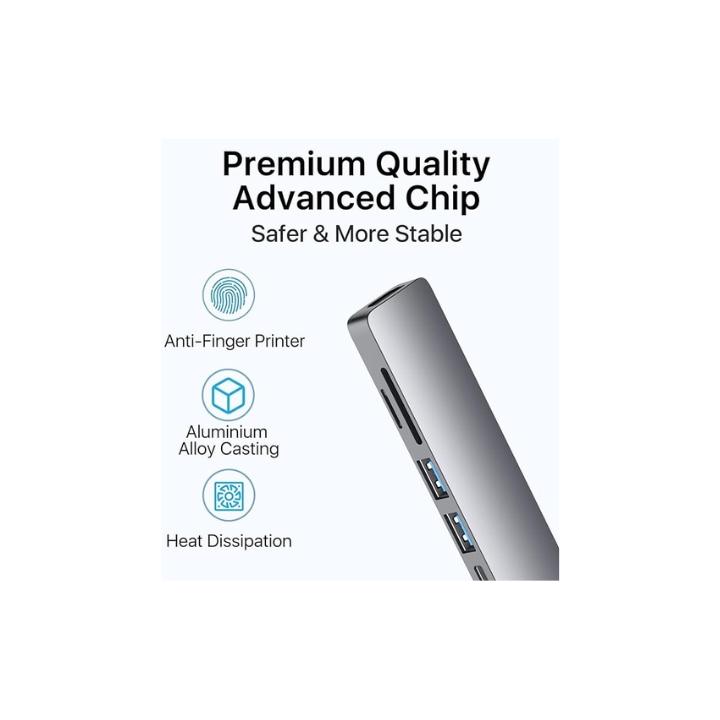 Premium Quality
Advanced Chip
Safer & More Stable
Anti-Finger Printer
Aluminium
Alloy Casting
Heat Dissipation